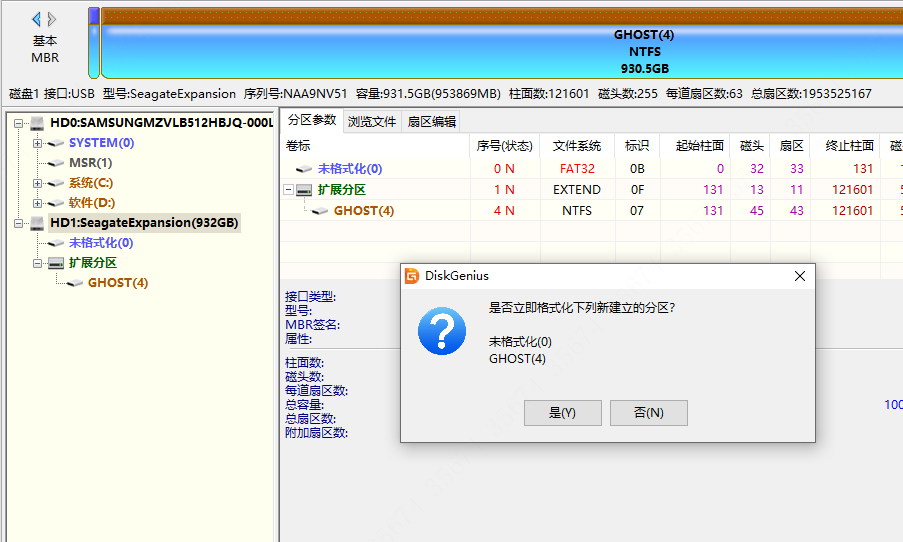 基本
MBR
GHOST(4)
NTFS
930.5GB
磁盘1 接口:USB 型号:SeagateExpansion 序列号:NAA9NV51 容量:931.5GB(953869MB) 柱面数:121601 磁头数:255 每道扇区数:63 总扇区数:1953525167
HD0:SAMSUNGMZVLB512HBJQ-000L
SYSTEM(0)
MSR(1)
系统(C:)
软件(D:)
HD1:SeagateExpansion(932GB)
未格式化(0)
扩展分区
GHOST(4)
分区参数 浏览文件 扇区编辑
卷标 序号(状态) 文件系统 标识 起始柱面 磁头 扇区 终止柱面
未格式化(0) 0 N FAT32 0B 0 32 33 131
扩展分区 1 N EXTEND 0F 131 13 11 121601
GHOST(4) 4 N NTFS 07 131 45 43 121601
接口类型:
型号:
MBR签名:
属性:
柱面数:
磁头数:
每道扇区数:
总容量: 100
总扇区数:
附加扇区数:
DiskGenius
是否立即格式化下列新建立的分区?
未格式化(0)
GHOST(4)
是(Y) 否(N)